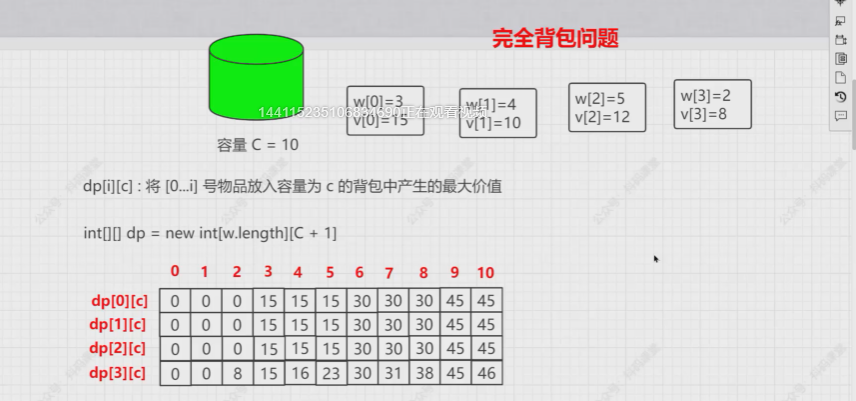 完全背包问题
w[0]=3
v[0]=15
w[1]=4
v[1]=10
w[2]=5
v[2]=12
w[3]=2
v[3]=8
正在观看视频
容量 C = 10
dp[i][c] : 将 [0...i] 号物品放入容量为 c 的背包中产生的最大价值
int[][] dp = new int[w.length][C + 1]
0 1 2 3 4 5 6 7 8 9 10
dp[0][c] 0 0 0 15 15 15 30 30 30 45 45
dp[1][c] 0 0 0 15 15 15 30 30 30 45 45
dp[2][c] 0 0 0 15 15 15 30 30 30 45 45
dp[3][c] 0 0 8 15 16 23 30 31 38 45 46